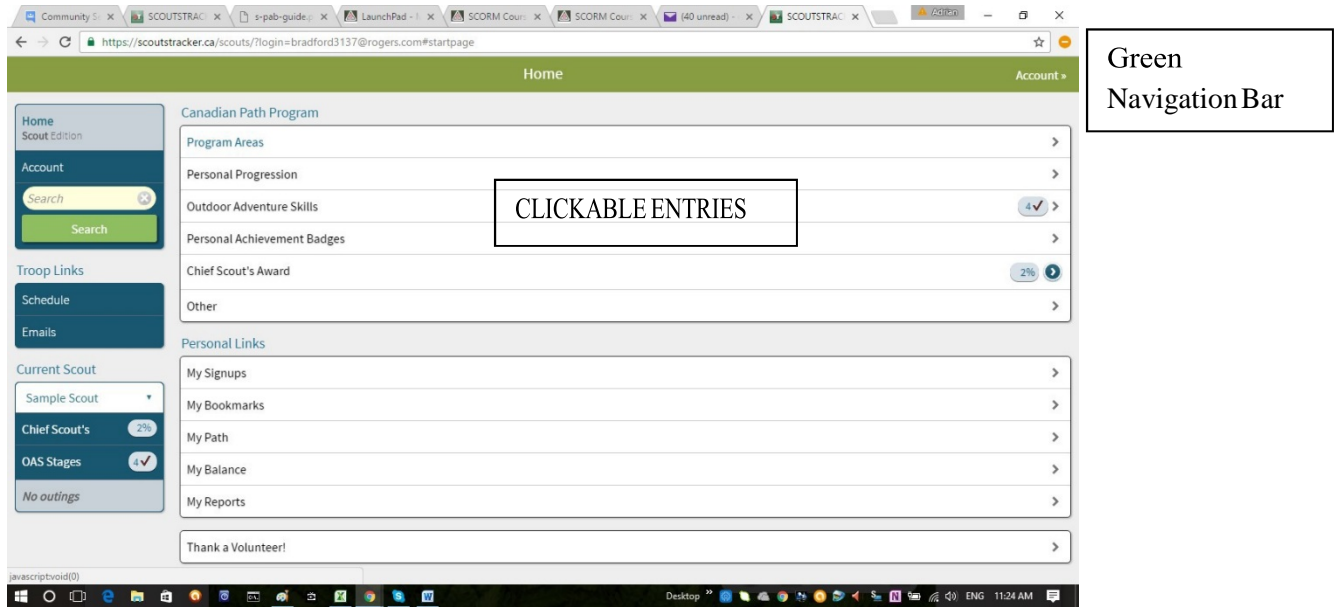 Community S
SCOUTSTRAC
s-pab-guide.p
LaunchPad -
SCORM Cours
SCORM Cours
(40 unread) -
SCOUTSTRAC
Adrian
https://scoutstracker.ca/scouts/?login=bradford3137@rogers.com#startpage
Home
Account »
Green
Navigation Bar
Home
Scout Edition
Account
Search
Search
Troop Links
Schedule
Emails
Current Scout
Sample Scout
Chief Scout's 2%
OAS Stages 4✓
No outings
Canadian Path Program
Program Areas
Personal Progression
Outdoor Adventure Skills 4✓
CLICKABLE ENTRIES
Personal Achievement Badges
Chief Scout's Award 2%
Other
Personal Links
My Signups
My Bookmarks
My Path
My Balance
My Reports
Thank a Volunteer!
javascript:void(0)
Desktop » ENG 11:24 AM